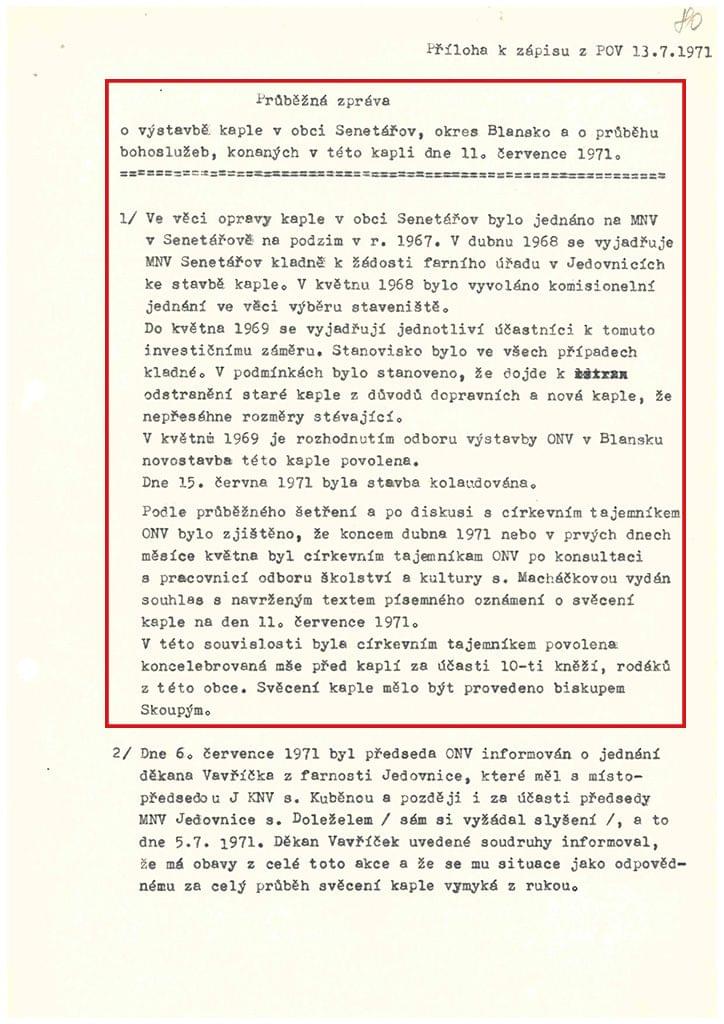 80
Příloha k zápisu z POV 13.7.1971
Průběžná zpráva
o výstavbě kaple v obci Senetářov, okres Blansko a o průběhu
bohoslužeb, konaných v této kapli dne 11. července 1971.
==============================================================
1/ Ve věci opravy kaple v obci Senetářov bylo jednáno na MNV
v Senetářově na podzim v r. 1967. V dubnu 1968 se vyjadřuje
MNV Senetářov kladně k žádosti farního úřadu v Jedovnicích
ke stavbě kaple. V květnu 1968 bylo vyvoláno komisionelní
jednání ve věci výběru staveniště.
Do května 1969 se vyjadřují jednotliví účastníci k tomuto
investičnímu záměru. Stanovisko bylo ve všech případech
kladné. V podmínkách bylo stanoveno, že dojde k
odstranění staré kaple z důvodů dopravních a nová kaple, že
nepřesáhne rozměry stávající.
V květnu 1969 je rozhodnutím odboru výstavby ONV v Blansku
novostavba této kaple povolena.
Dne 15. června 1971 byla stavba kolaudována.
Podle průběžného šetření a po diskusi s církevním tajemníkem
ONV bylo zjištěno, že koncem dubna 1971 nebo v prvých dnech
měsíce května byl církevním tajemníkam ONV po konsultaci
s pracovnicí odboru školství a kultury s. Macháčkovou vydán
souhlas s navrženým textem písemného oznámení o svěcení
kaple na den 11. července 1971.
V této souvislosti byla církevním tajemníkem povolena
koncelebrovaná mše před kaplí za účasti 10-ti kněží, rodáků
z této obce. Svěcení kaple mělo být provedeno biskupem
Skoupým.
2/ Dne 6. července 1971 byl předseda ONV informován o jednání
děkana Vavříčka z farnosti Jedovnice, které měl s místo-
předsedou J KNV s. Kuběnou a později i za účasti předsedy
MNV Jedovnice s. Doleželem / sám si vyžádal slyšení /, a to
dne 5.7. 1971. Děkan Vavříček uvedené soudruhy informoval,
že má obavy z celé toto akce a že se mu situace jako odpověd-
nému za celý průběh svěcení kaple vymyká z rukou.